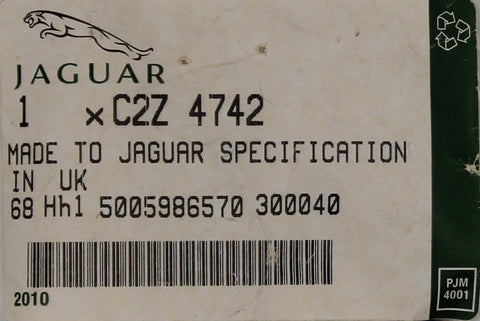 JAGUAR
1 x C2Z 4742
MADE TO JAGUAR SPECIFICATION
IN UK
68 Hh1 5005986570 300040
2010
PJM
4001